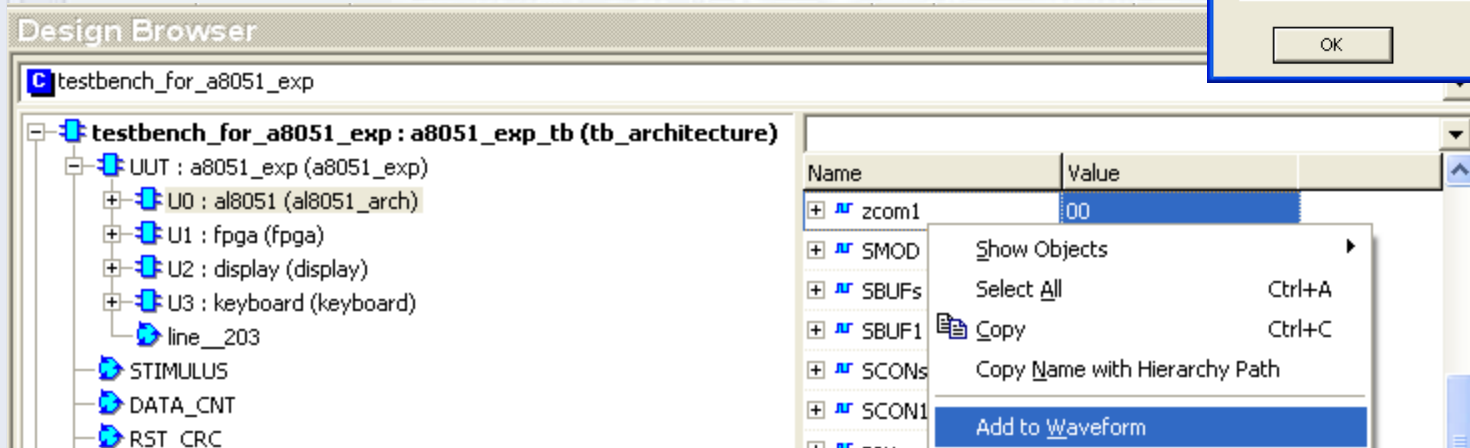 Design Browser
OK
testbench_for_a8051_exp
testbench_for_a8051_exp : a8051_exp_tb (tb_architecture)
UUT : a8051_exp (a8051_exp)
U0 : al8051 (al8051_arch)
U1 : fpga (fpga)
U2 : display (display)
U3 : keyboard (keyboard)
line__203
STIMULUS
DATA_CNT
RST_CRC
Name Value
zcom1 00
SMOD
SBUFs
SBUF1
SCONs
SCON1
Show Objects
Select All Ctrl+A
Copy Ctrl+C
Copy Name with Hierarchy Path
Add to Waveform